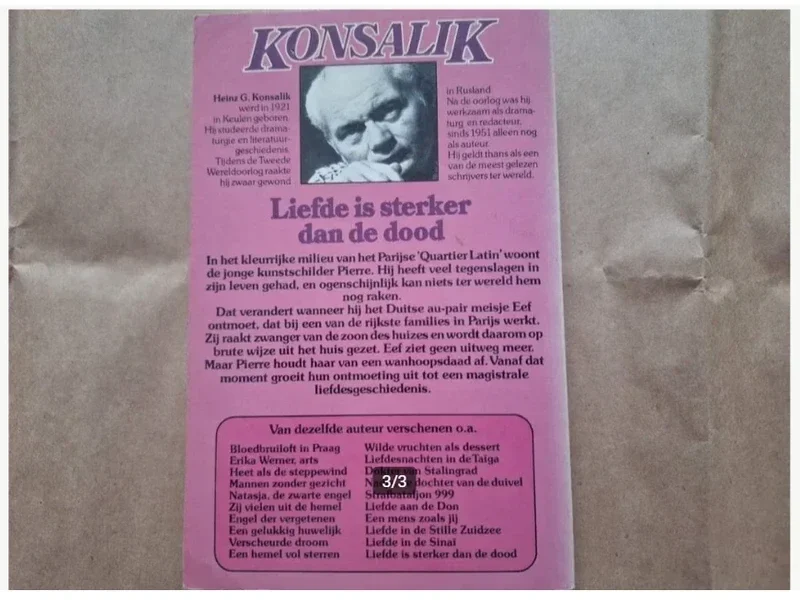 KONSALIK
Heinz G. Konsalik
werd in 1921
in Keulen geboren.
Hij studeerde drama-
turgie en literatuur-
geschiedenis.
Tijdens de Tweede
Wereldoorlog raakte
hij zwaar gewond
in Rusland
Na de oorlog was hij
werkzaam als drama-
turg en redacteur,
sinds 1951 alleen nog
als auteur.
Hij geldt thans als een
van de meest gelezen
schrijvers ter wereld.
Liefde is sterker
dan de dood
In het kleurrijke milieu van het Parijse 'Quartier Latin' woont
de jonge kunstschilder Pierre. Hij heeft veel tegenslagen in
zijn leven gehad, en ogenschijnlijk kan niets ter wereld hem
nog raken.
Dat verandert wanneer hij het Duitse au-pair meisje Eef
ontmoet, dat bij een van de rijkste families in Parijs werkt.
Zij raakt zwanger van de zoon des huizes en wordt daarom op
brute wijze uit het huis gezet. Eef ziet geen uitweg meer.
Maar Pierre houdt haar van een wanhoopsdaad af. Vanaf dat
moment groeit hun ontmoeting uit tot een magistrale
liefdesgeschiedenis.
Van dezelfde auteur verschenen o.a.
Bloedbruiloft in Praag
Erika Werner, arts
Heet als de steppewind
Mannen zonder gezicht
Natasja, de zwarte engel
Zij vielen uit de hemel
Engel der vergetenen
Een gelukkig huwelijk
Verscheurde droom
Een hemel vol sterren
Wilde vruchten als dessert
Liefdesnachten in de Taiga
Stalingrad
dochter van de duivel
Strafbataljon 999
Liefde aan de Don
Een mens zoals jij
Liefde in de Stille Zuidzee
Liefde in de Sinaï
Liefde is sterker dan de dood
3/3